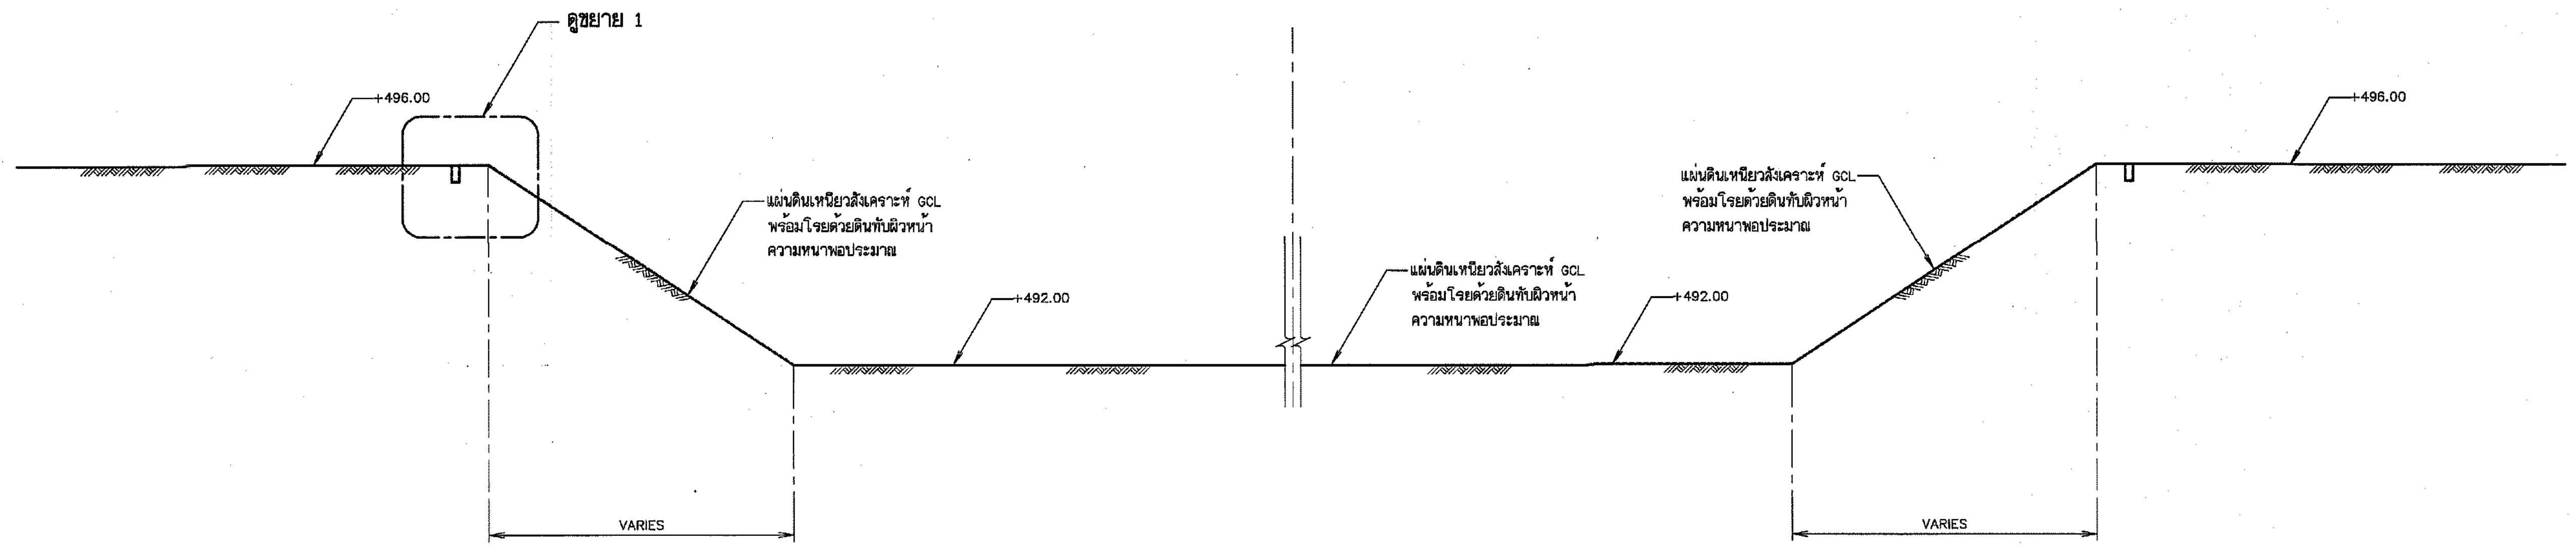 ดูขยาย 1
+496.00
+496.00
แผ่นดินเหนียวสังเคราะห์ GCL
พร้อมโรยด้วยดินทับผิวหน้า
ความหนาพอประมาณ
แผ่นดินเหนียวสังเคราะห์ GCL
พร้อมโรยด้วยดินทับผิวหน้า
ความหนาพอประมาณ
+492.00
แผ่นดินเหนียวสังเคราะห์ GCL
พร้อมโรยด้วยดินทับผิวหน้า
ความหนาพอประมาณ
+492.00
VARIES
VARIES